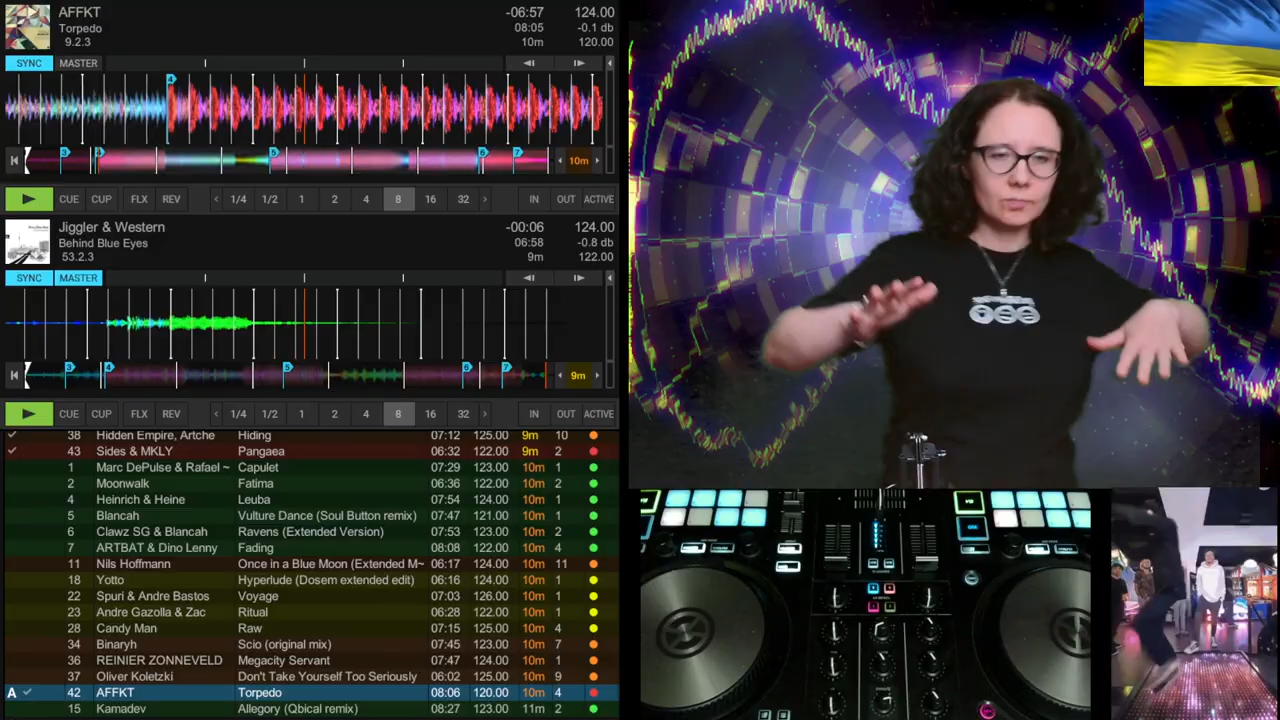 AFFKT -06:57 124.00
Torpedo 08:05 -0.1 db
9.2.3 10m 120.00
SYNC MASTER
4
3 4 5 6 7 10m
CUE CUP FLX REV < 1/4 1/2 1 2 4 8 16 32 > IN OUT ACTIVE
Jiggler & Western -00:06 124.00
Behind Blue Eyes 06:58 -0.8 db
53.2.3 9m 122.00
SYNC MASTER
3 4 5 6 7 9m
CUE CUP FLX REV < 1/4 1/2 1 2 4 8 16 32 > IN OUT ACTIVE
38 Hidden Empire, Artche Hiding 07:12 125.00 9m 10
43 Sides & MKLY Pangaea 06:32 122.00 9m 2
1 Marc DePulse & Rafael ~ Capulet 07:29 123.00 10m 1
2 Moonwalk Fatima 06:36 122.00 10m 2
4 Heinrich & Heine Leuba 07:54 124.00 10m 1
5 Blancah Vulture Dance (Soul Button remix) 07:47 121.00 10m 1
6 Clawz SG & Blancah Ravens (Extended Version) 07:53 123.00 10m 2
7 ARTBAT & Dino Lenny Fading 08:08 122.00 10m 4
11 Nils Hoffmann Once in a Blue Moon (Extended M~ 06:17 124.00 10m 11
18 Yotto Hyperlude (Dosem extended edit) 06:16 124.00 10m 1
22 Spuri & Andre Bastos Voyage 07:03 126.00 10m 1
23 Andre Gazolla & Zac Ritual 06:28 122.00 10m 1
28 Candy Man Raw 07:15 125.00 10m 4
34 Binaryh Scio (original mix) 07:45 123.00 10m 7
36 REINIER ZONNEVELD Megacity Servant 07:47 124.00 10m 1
37 Oliver Koletzki Don't Take Yourself Too Seriously 06:02 125.00 10m 9
A 42 AFFKT Torpedo 08:06 120.00 10m 4
15 Kamadev Allegory (Qbical remix) 08:27 123.00 11m 2